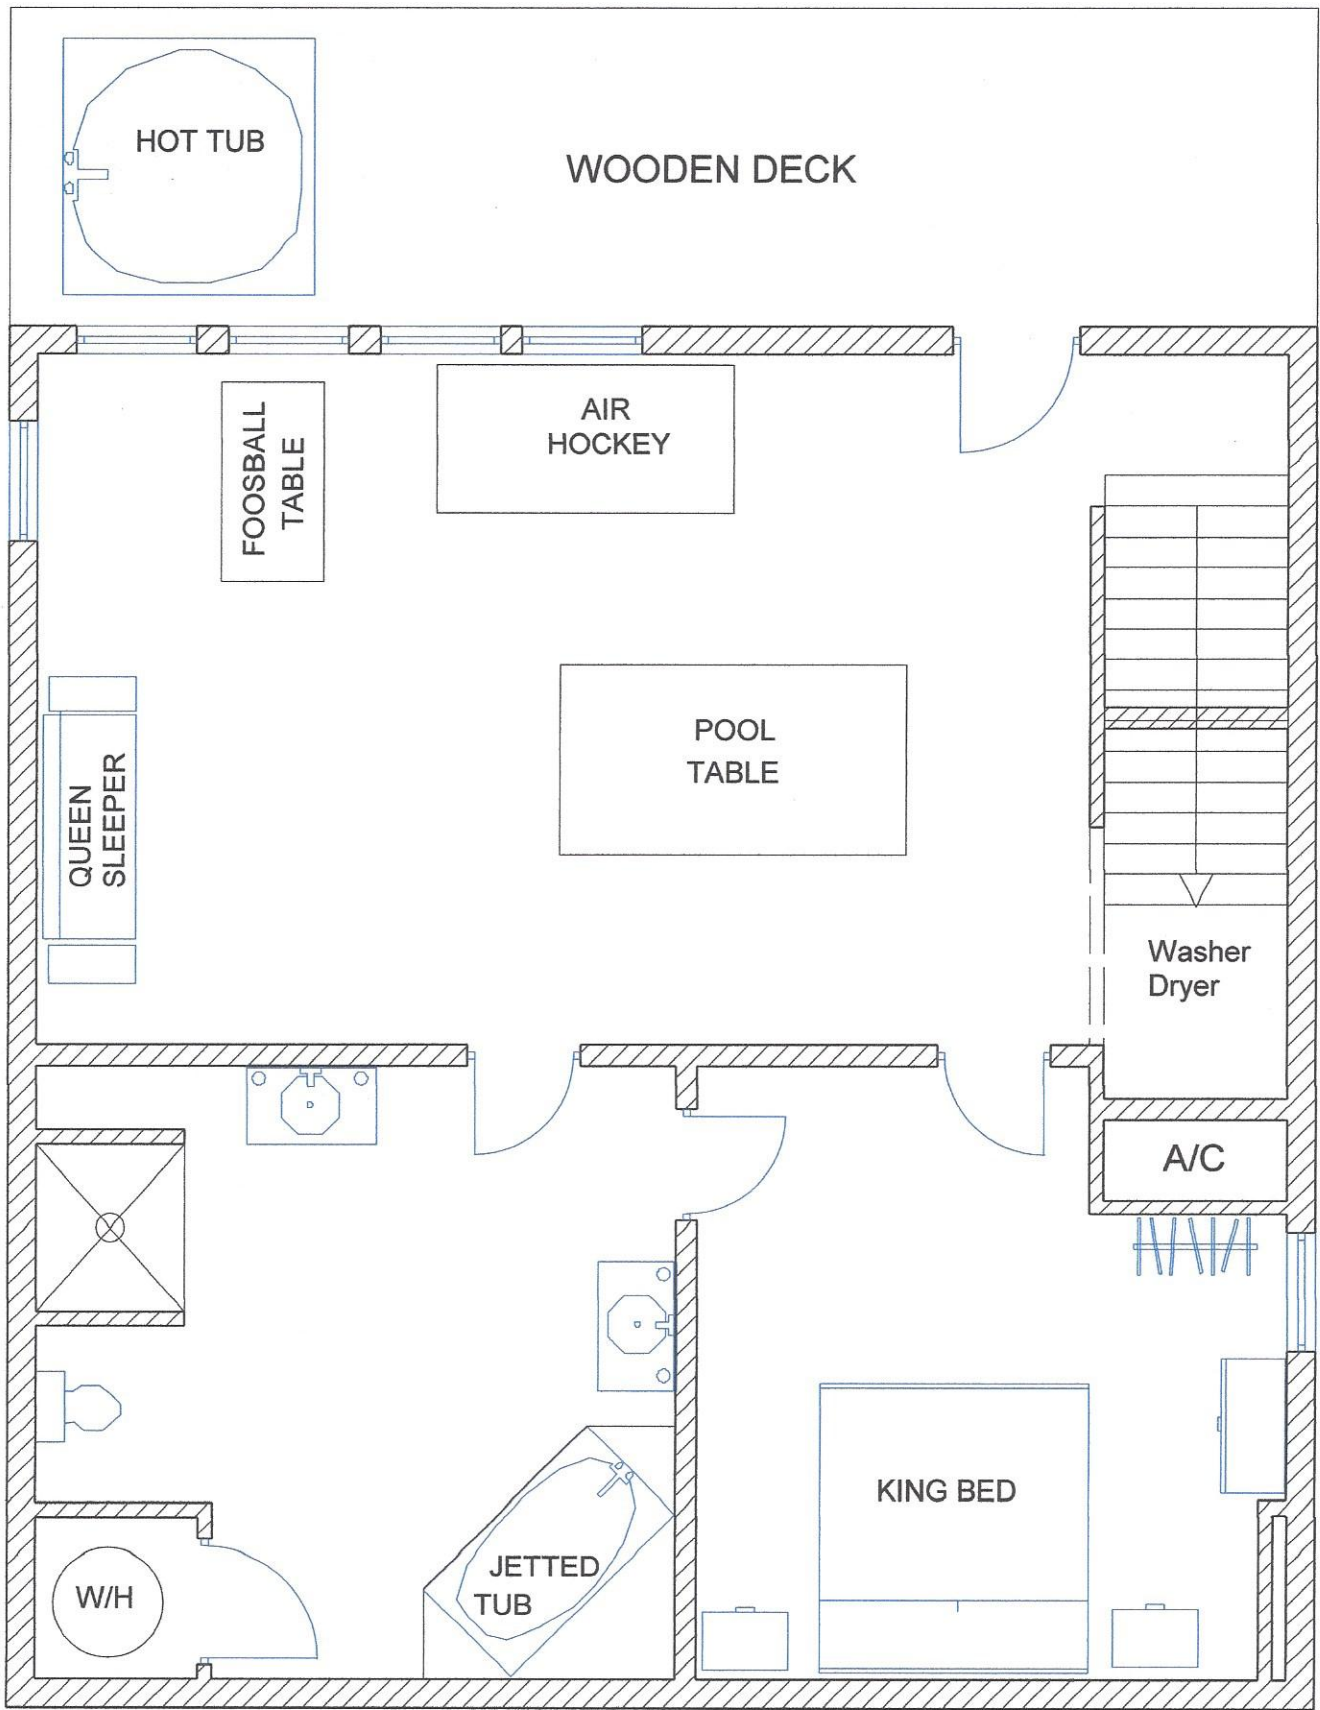 HOT TUB
WOODEN DECK
FOOSBALL
TABLE
AIR
HOCKEY
POOL
TABLE
QUEEN
SLEEPER
Washer
Dryer
A/C
KING BED
JETTED
TUB
W/H